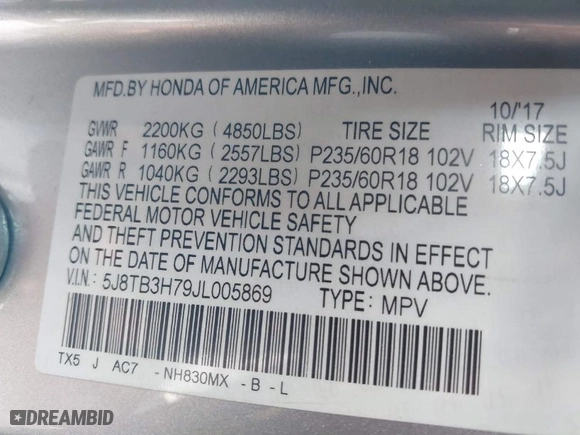 MFD.BY HONDA OF AMERICA MFG.,INC.
10/'17
GVWR 2200KG (4850LBS) TIRE SIZE RIM SIZE
GAWR F 1160KG (2557LBS) P235/60R18 102V 18X7.5J
GAWR R 1040KG (2293LBS) P235/60R18 102V 18X7.5J
THIS VEHICLE CONFORMS TO ALL APPLICABLE
FEDERAL MOTOR VEHICLE SAFETY
AND THEFT PREVENTION STANDARDS IN EFFECT
ON THE DATE OF MANUFACTURE SHOWN ABOVE.
V.I.N.: 5J8TB3H79JL005869 TYPE: MPV
TX5 J AC7 -NH830MX -B-L
DREAMBID